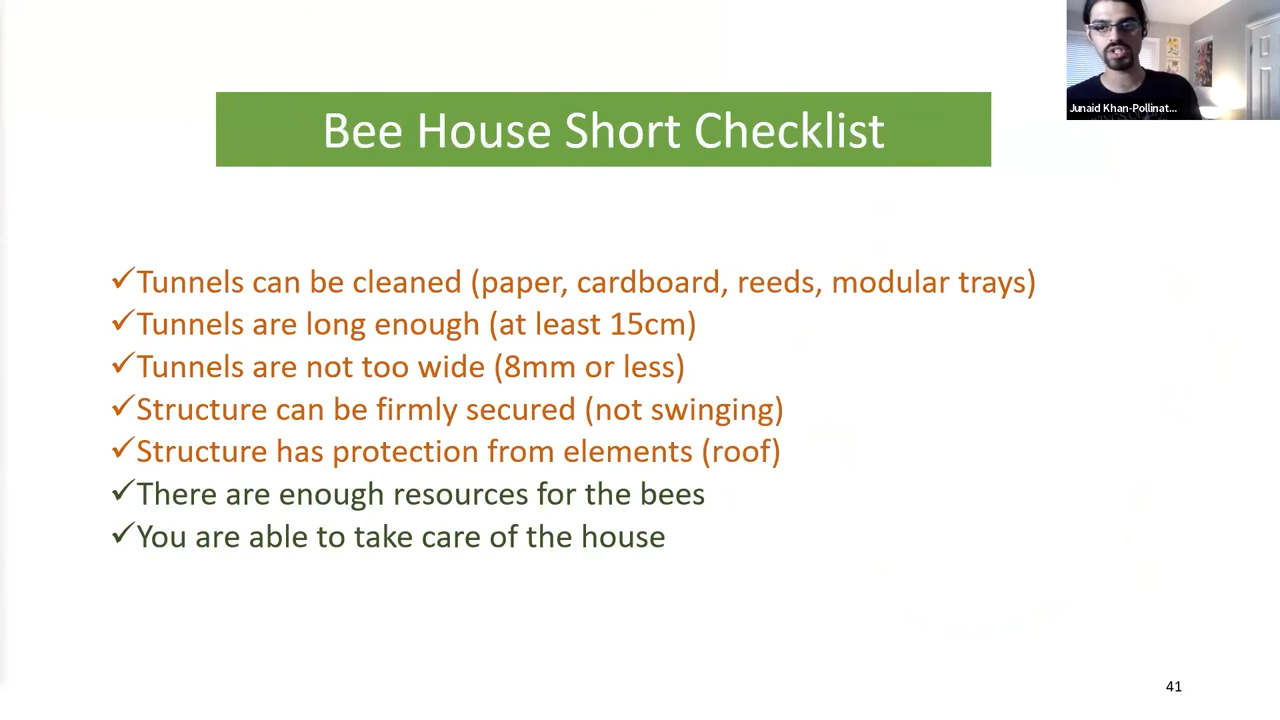 Bee House Short Checklist
Junaid Khan-Pollinat...
✓Tunnels can be cleaned (paper, cardboard, reeds, modular trays)
✓Tunnels are long enough (at least 15cm)
✓Tunnels are not too wide (8mm or less)
✓Structure can be firmly secured (not swinging)
✓Structure has protection from elements (roof)
✓There are enough resources for the bees
✓You are able to take care of the house
41